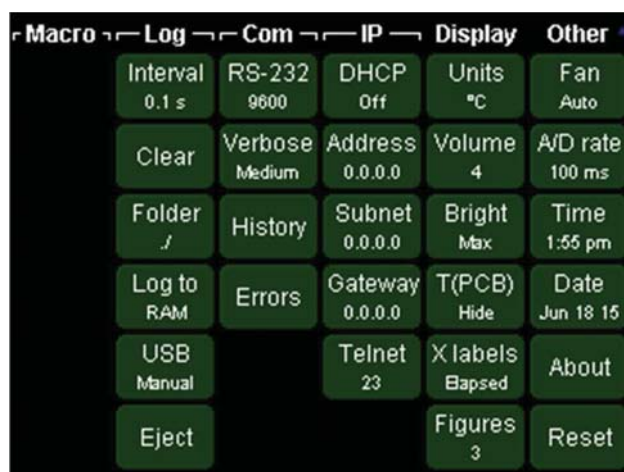 Macro Log Com IP Display Other
Interval RS-232 DHCP Units Fan
0.1 s 9600 Off °C Auto
Clear Verbose Address Volume A/D rate
Medium 0.0.0.0 4 100 ms
Folder History Subnet Bright Time
./ 0.0.0.0 Max 1:55 pm
Log to Errors Gateway T(PCB) Date
RAM 0.0.0.0 Hide Jun 18 15
USB Telnet X labels About
Manual 23 Elapsed
Eject Figures Reset
3